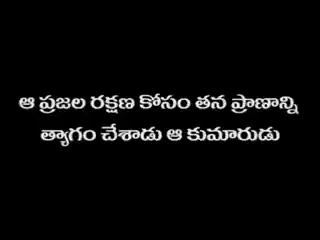 ఆ ప్రజల రక్షణ కోసం తన ప్రాణాన్ని
త్యాగం చేశాడు ఆ కుమారుడు